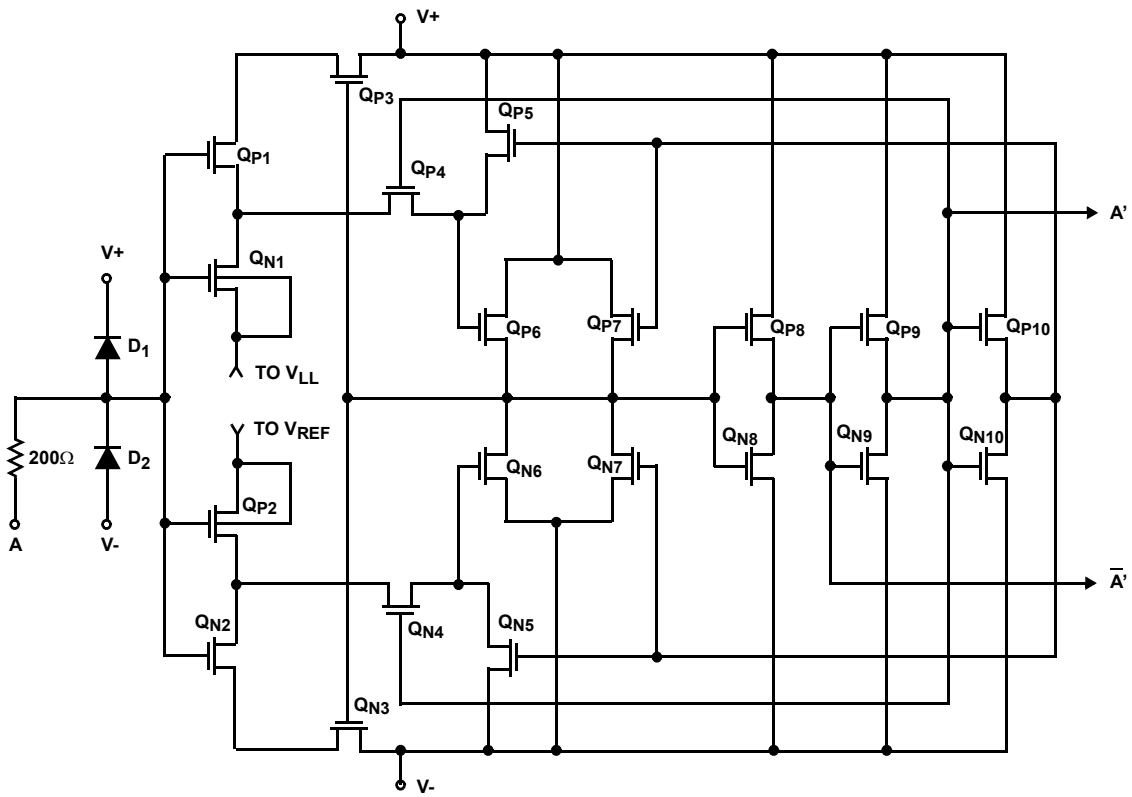 V+
QP3
QP5
QP1
QP4
A'
V+
QN1
QP6
QP7
QP8
QP9
QP10
D1
TO VLL
TO VREF
200Ω
D2
QN8
QN9
QN10
QN6
QN7
QP2
A
V-
A̅'
QN2
QN4
QN5
QN3
V-